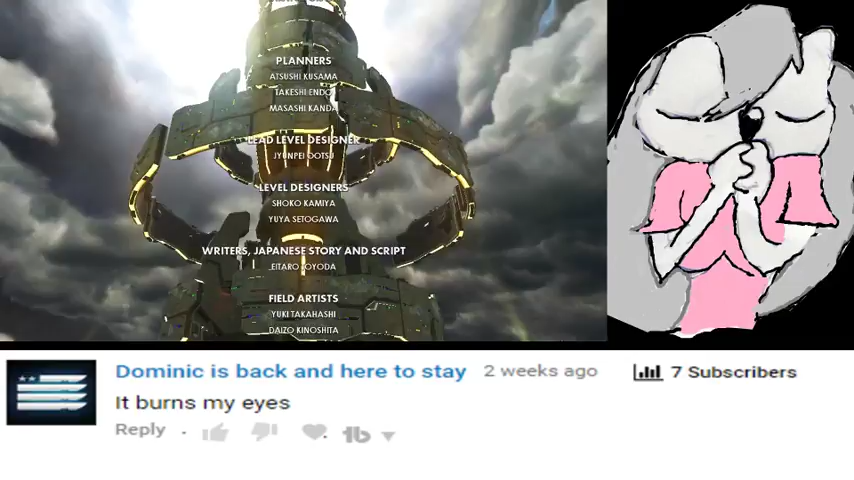 PLANNERS
ATSUSHI KUSAMA
TAKESHI ENDO
MASASHI KANDA
LEAD LEVEL DESIGNER
JYUNPEI OOTSU
LEVEL DESIGNERS
SHOKO KAMIYA
YUYA SETOGAWA
WRITERS, JAPANESE STORY AND SCRIPT
EITARO TOYODA
FIELD ARTISTS
YUKI TAKAHASHI
DAIZO KINOSHITA
Dominic is back and here to stay 2 weeks ago 7 Subscribers
It burns my eyes
Reply